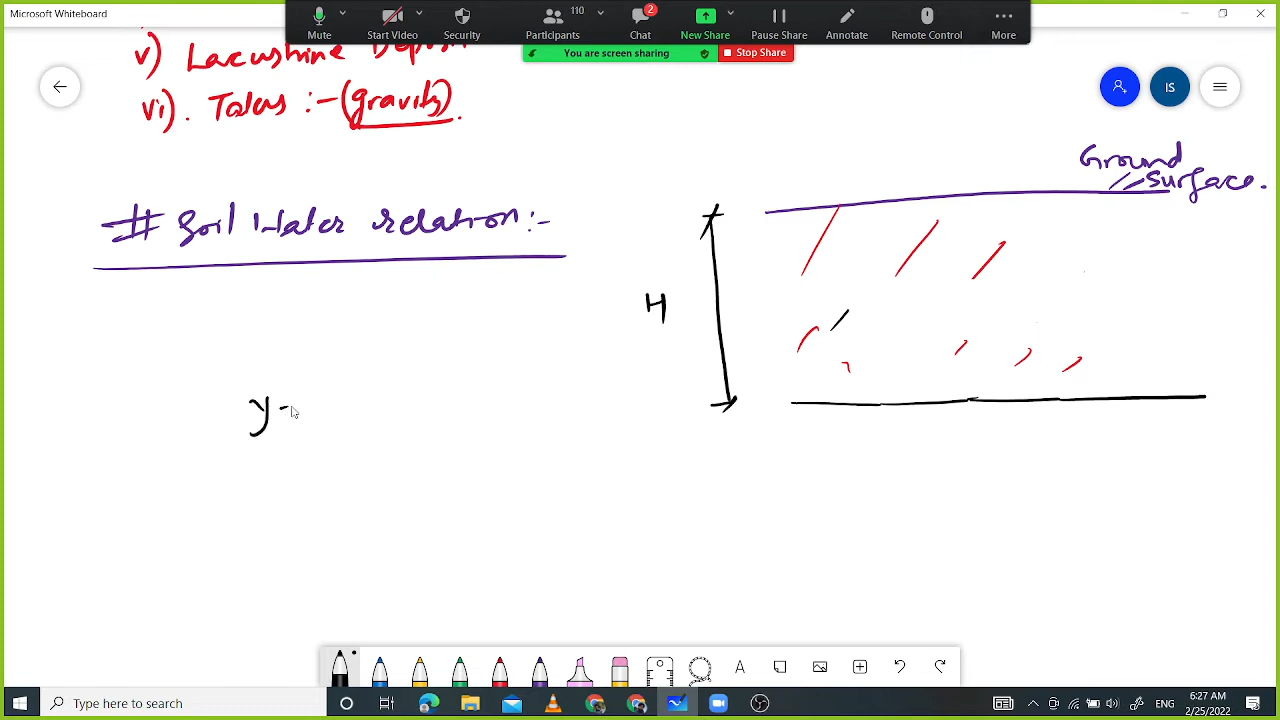 Microsoft Whiteboard
110
2
Mute
Start Video
Security
Participants
Chat
New Share
Pause Share
Annotate
Remote Control
More
You are screen sharing
Stop Share
v) Lacustrine Deposi
vi). Talus :- (gravity).
IS
Ground
Surface.
# Soil Water relation:-
H
y -
A
Type here to search
ENG
6:27 AM
2/25/2022